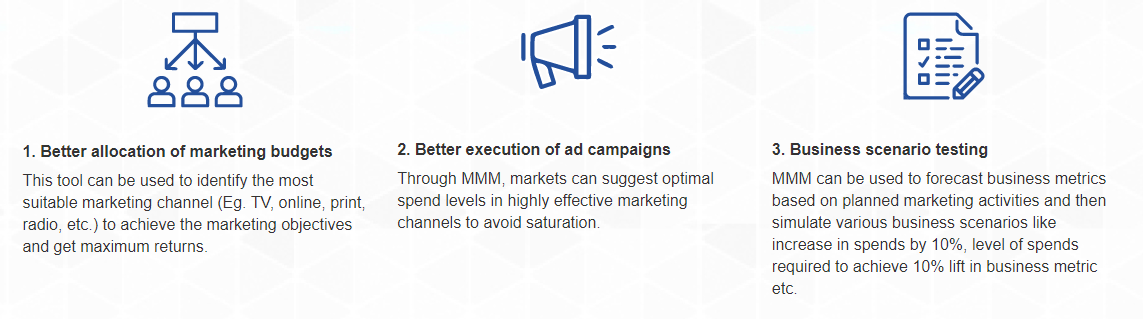 1. Better allocation of marketing budgets
This tool can be used to identify the most
suitable marketing channel (Eg. TV, online, print,
radio, etc.) to achieve the marketing objectives
and get maximum returns.
2. Better execution of ad campaigns
Through MMM, markets can suggest optimal
spend levels in highly effective marketing
channels to avoid saturation.
3. Business scenario testing
MMM can be used to forecast business metrics
based on planned marketing activities and then
simulate various business scenarios like
increase in spends by 10%, level of spends
required to achieve 10% lift in business metric
etc.